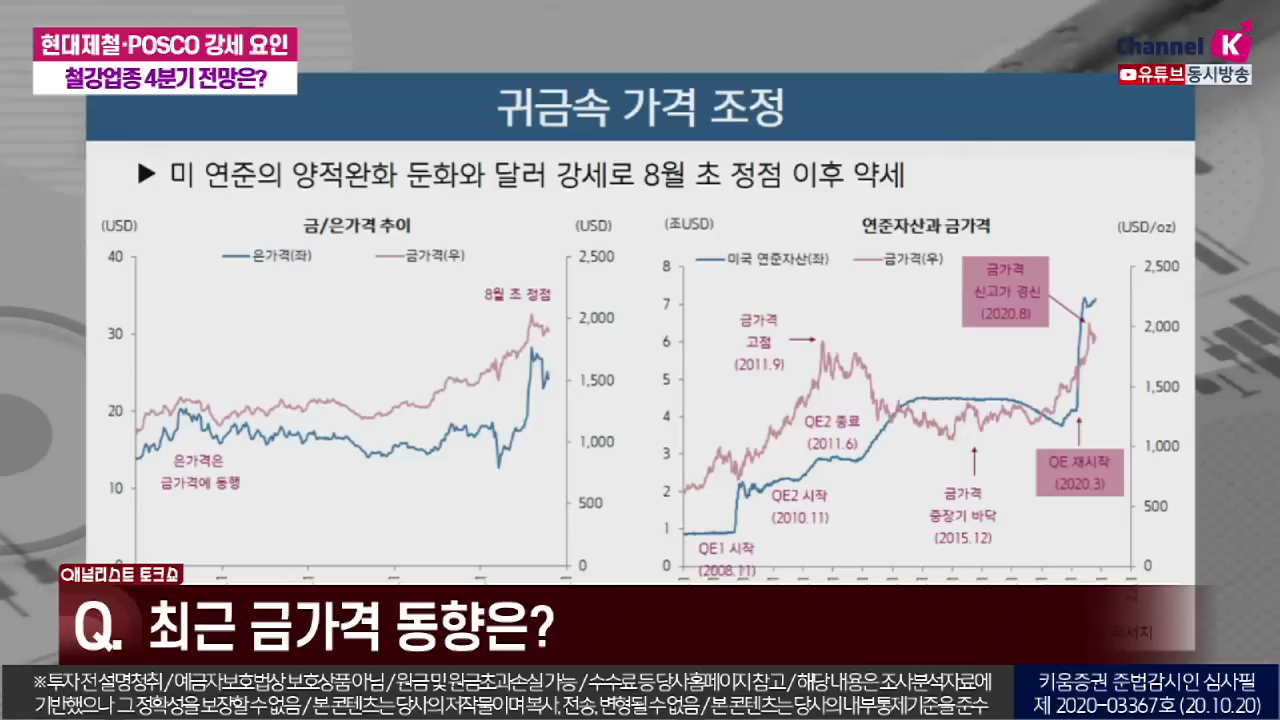 현대제철·POSCO 강세 요인
철강업종 4분기 전망은?
Channel K
유튜브 동시방송
귀금속 가격 조정
▶ 미 연준의 양적완화 둔화와 달러 강세로 8월 초 정점 이후 약세
(USD) 금/은가격 추이 (USD)
은가격(좌) 금가격(우)
40
30
20
10
0
2,500
2,000
1,500
1,000
500
0
8월 초 정점
은가격은
금가격에 동행
(조USD) 연준자산과 금가격 (USD/oz)
미국 연준자산(좌) 금가격(우)
8
7
6
5
4
3
2
1
0
2,500
2,000
1,500
1,000
500
0
금가격
신고가 경신
(2020.8)
금가격
고점
(2011.9)
QE2 종료
(2011.6)
QE2 시작
(2010.11)
QE1 시작
(2008.11)
금가격
중장기 바닥
(2015.12)
QE 재시작
(2020.3)
리서치
애널리스트 토크쇼
Q. 최근 금가격 동향은?
※ 투자 전 설명청취 / 예금자보호법상 보호상품 아님 / 원금 및 원금초과손실 가능 / 수수료 등 당사홈페이지 참고 / 해당 내용은 조사분석자료에
기반했으나 그 정확성을 보장할 수 없음 / 본 콘텐츠는 당사의 저작물이며 복사, 전송, 변형될 수 없음 / 본 콘텐츠는 당사의 내부통제기준을 준수
키움증권 준법감시인 심사필
제 2020-03367호 (20.10.20)